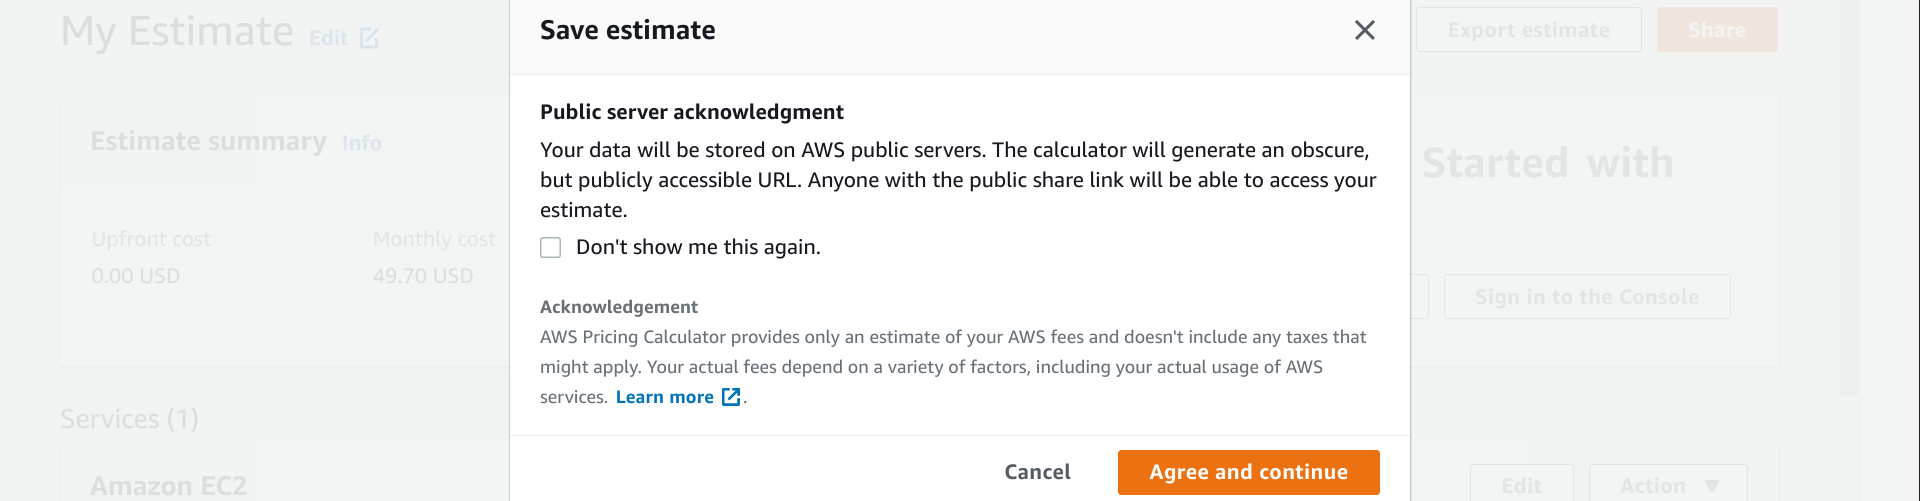 My Estimate Edit
Save estimate
Export estimate
Share
Estimate summary Info
Upfront cost
0.00 USD
Monthly cost
49.70 USD
Public server acknowledgment
Your data will be stored on AWS public servers. The calculator will generate an obscure,
but publicly accessible URL. Anyone with the public share link will be able to access your
estimate.
Don't show me this again.
Acknowledgement
AWS Pricing Calculator provides only an estimate of your AWS fees and doesn't include any taxes that
might apply. Your actual fees depend on a variety of factors, including your actual usage of AWS
services. Learn more .
Cancel
Agree and continue
Started with
Sign in to the Console
Services (1)
Amazon EC2
Edit
Action